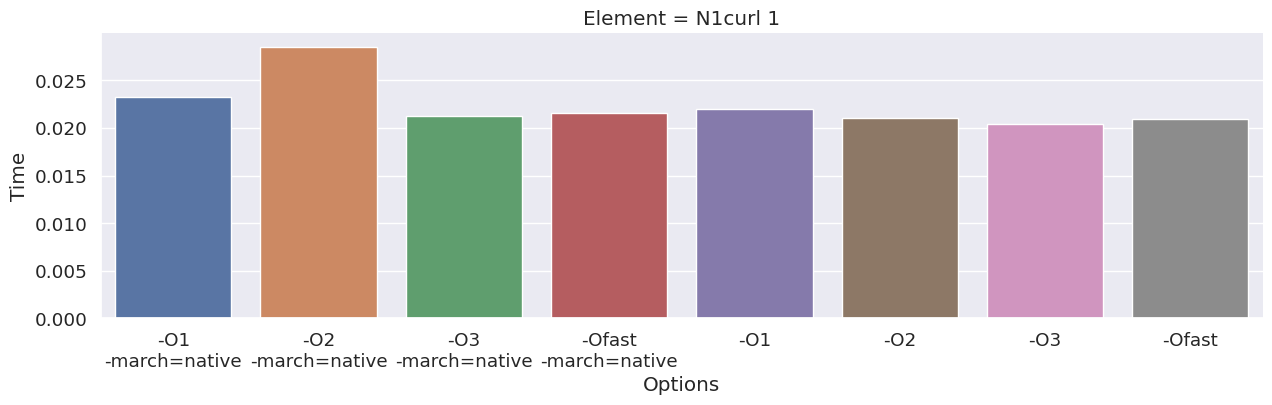 Element = N1curl 1
Time
0.025
0.020
0.015
0.010
0.005
0.000
-O1 -O2 -O3 -Ofast -O1 -O2 -O3 -Ofast
-march=native -march=native -march=native -march=native
Options